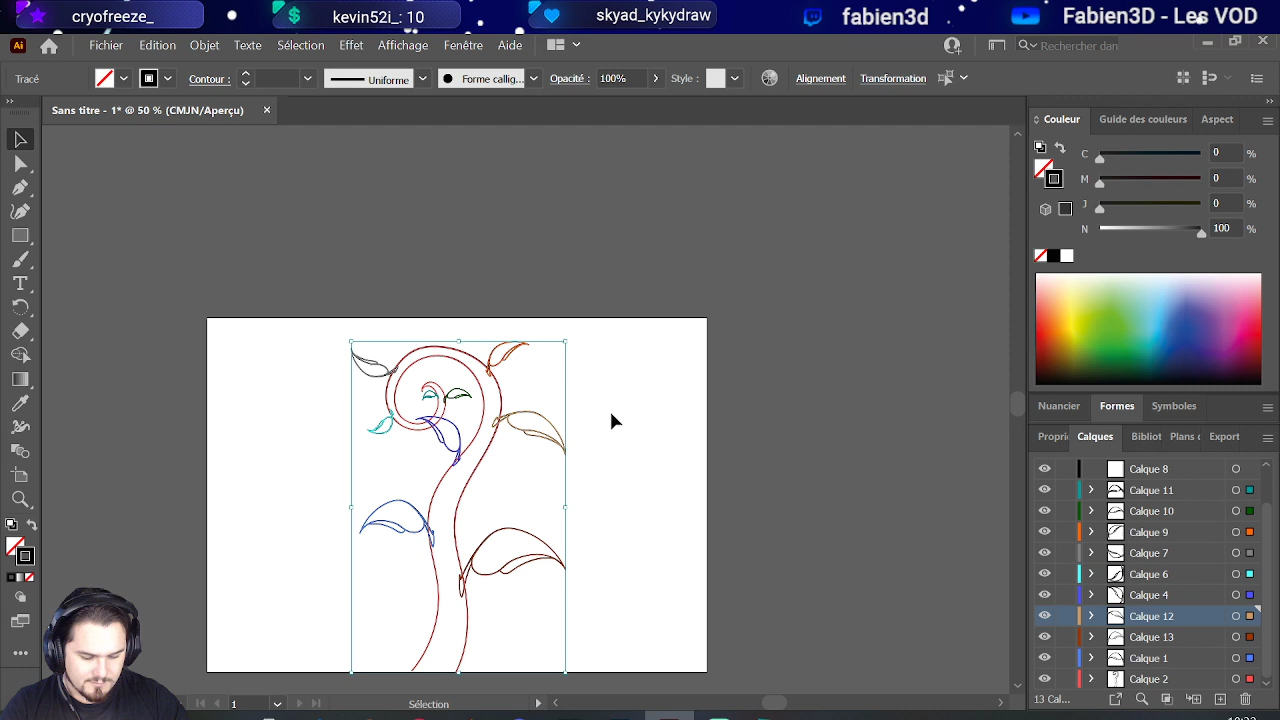 cryofreeze_
kevin52i_: 10
skyad_kykydraw
fabien3d
Fabien3D - Les VOD
Ai
Fichier Edition Objet Texte Sélection Effet Affichage Fenêtre Aide
Rechercher dan
Tracé
Contour :
Uniforme
Forme callig...
Opacité : 100%
Style :
Alignement
Transformation
Sans titre - 1* @ 50 % (CMJN/Aperçu) ×
Couleur Guide des couleurs Aspect
C 0 %
M 0 %
J 0 %
N 100 %
Nuancier Formes Symboles
Propri Calques Bibliot Plans c Export
Calque 8
Calque 11
Calque 10
Calque 9
Calque 7
Calque 6
Calque 4
Calque 12
Calque 13
Calque 1
Calque 2
13 Cal...
1
Sélection